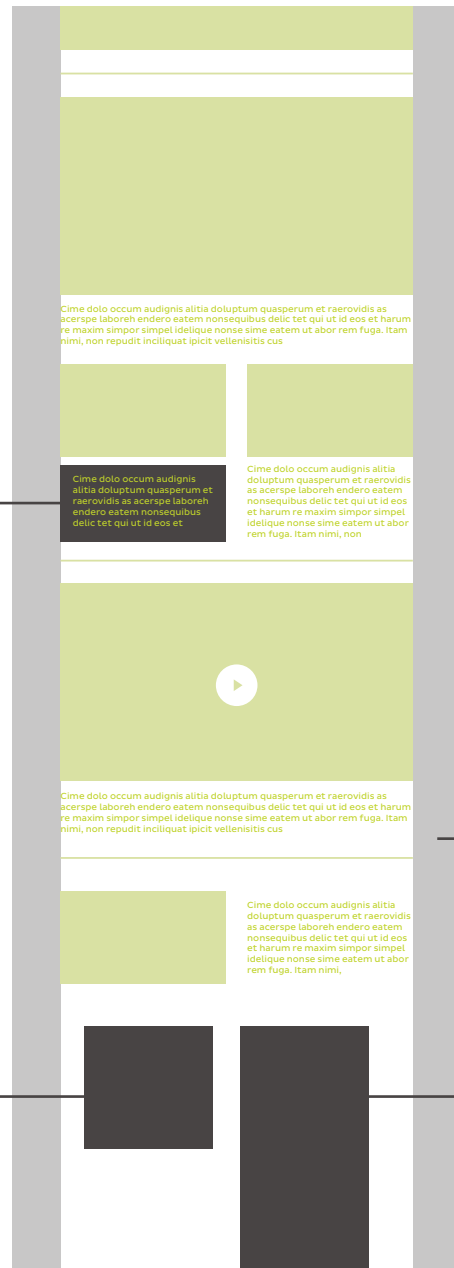 Cime dolo occum audignis alitia doluptum quasperum et raerovidis as
acerspe laboreh endero eatem nonsequibus delic tet qui ut id eos et harum
re maxim simpor simpel idelique nonse sime eatem ut abor rem fuga. Itam
nimi, non repudit inciliquat ipicit vellenisitis cus
Cime dolo occum audignis
alitia doluptum quasperum et
raerovidis as acerspe laboreh
endero eatem nonsequibus
delic tet qui ut id eos et
Cime dolo occum audignis alitia
doluptum quasperum et raerovidis
as acerspe laboreh endero eatem
nonsequibus delic tet qui ut id eos
et harum re maxim simpor simpel
idelique nonse sime eatem ut abor
rem fuga. Itam nimi, non
Cime dolo occum audignis alitia doluptum quasperum et raerovidis as
acerspe laboreh endero eatem nonsequibus delic tet qui ut id eos et harum
re maxim simpor simpel idelique nonse sime eatem ut abor rem fuga. Itam
nimi, non repudit inciliquat ipicit vellenisitis cus
Cime dolo occum audignis alitia
doluptum quasperum et raerovidis
as acerspe laboreh endero eatem
nonsequibus delic tet qui ut id eos
et harum re maxim simpor simpel
idelique nonse sime eatem ut abor
rem fuga. Itam nimi,